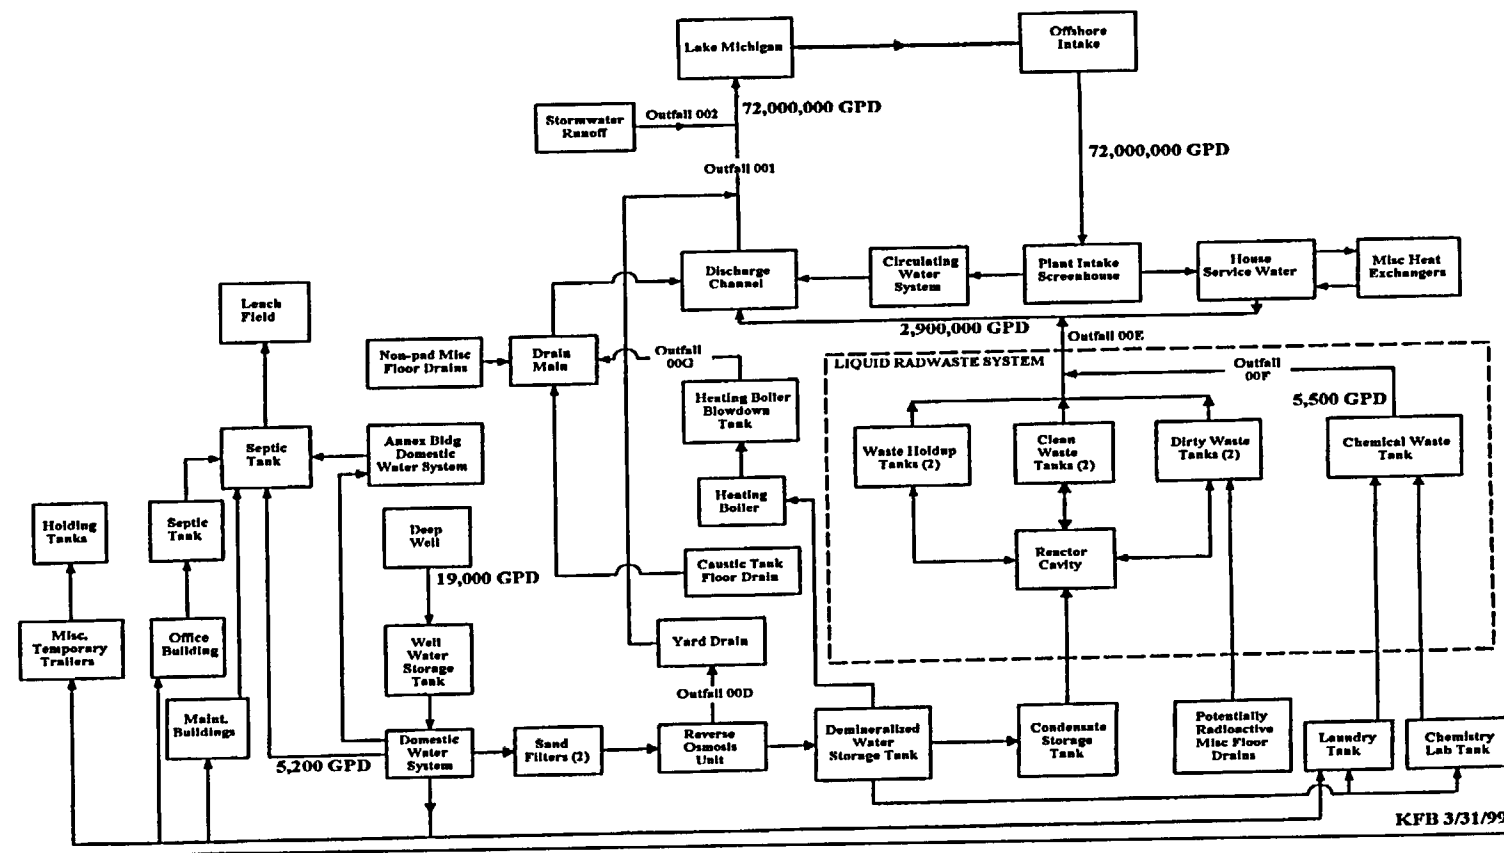 Lake Michigan
Offshore
Intake
72,000,000 GPD
Outfall 002
Stormwater
Runoff
72,000,000 GPD
Outfall 001
Discharge
Channel
Circulating
Water
System
Plant Intake
Screenhouse
House
Service Water
Misc Heat
Exchangers
Leach
Field
2,900,000 GPD
Outfall 00E
Non-pad Misc
Floor Drains
Drain
Main
Outfall
00G
LIQUID RADWASTE SYSTEM
Outfall
00F
5,500 GPD
Heating Boiler
Blowdown
Tank
Septic
Tank
Annex Bldg
Domestic
Water System
Waste Holdup
Tanks (2)
Clean
Waste
Tanks (2)
Dirty Waste
Tanks (2)
Chemical Waste
Tank
Holding
Tanks
Septic
Tank
Deep
Well
Heating
Boiler
19,000 GPD
Caustic Tank
Floor Drain
Reactor
Cavity
Misc.
Temporary
Trailers
Office
Building
Well
Water
Storage
Tank
Yard Drain
Outfall 00D
Maint.
Buildings
Domestic
Water
System
5,200 GPD
Sand
Filters (2)
Reverse
Osmosis
Unit
Demineralized
Water
Storage Tank
Condensate
Storage
Tank
Potentially
Radioactive
Misc Floor
Drains
Laundry
Tank
Chemistry
Lab Tank
KFB 3/31/99